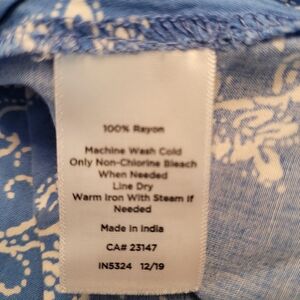 100% Rayon
Machine Wash Cold
Only Non-Chlorine Bleach
When Needed
Line Dry
Warm Iron With Steam If
Needed
Made in India
CA# 23147
IN5324 12/19